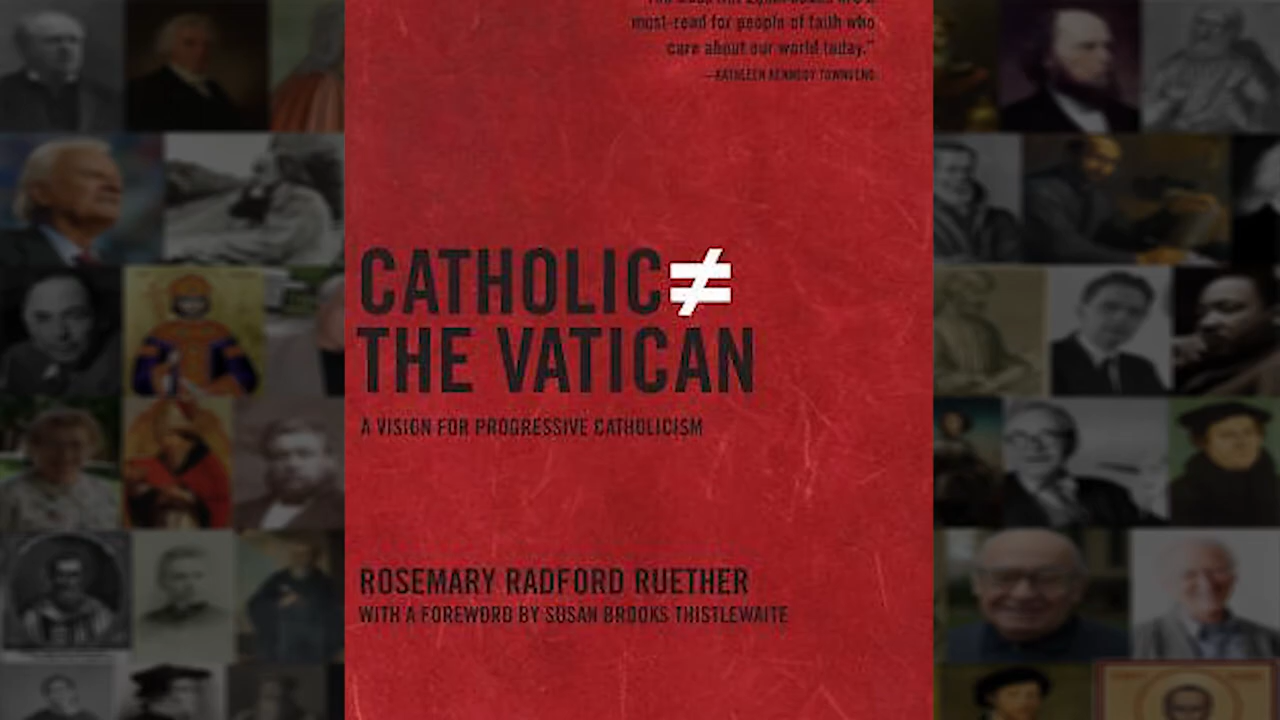 must-read for people of faith who
care about our world today."
—KATHLEEN KENNEDY TOWNSEND
CATHOLIC≠
THE VATICAN
A VISION FOR PROGRESSIVE CATHOLICISM
ROSEMARY RADFORD RUETHER
WITH A FOREWORD BY SUSAN BROOKS THISTLEWAITE